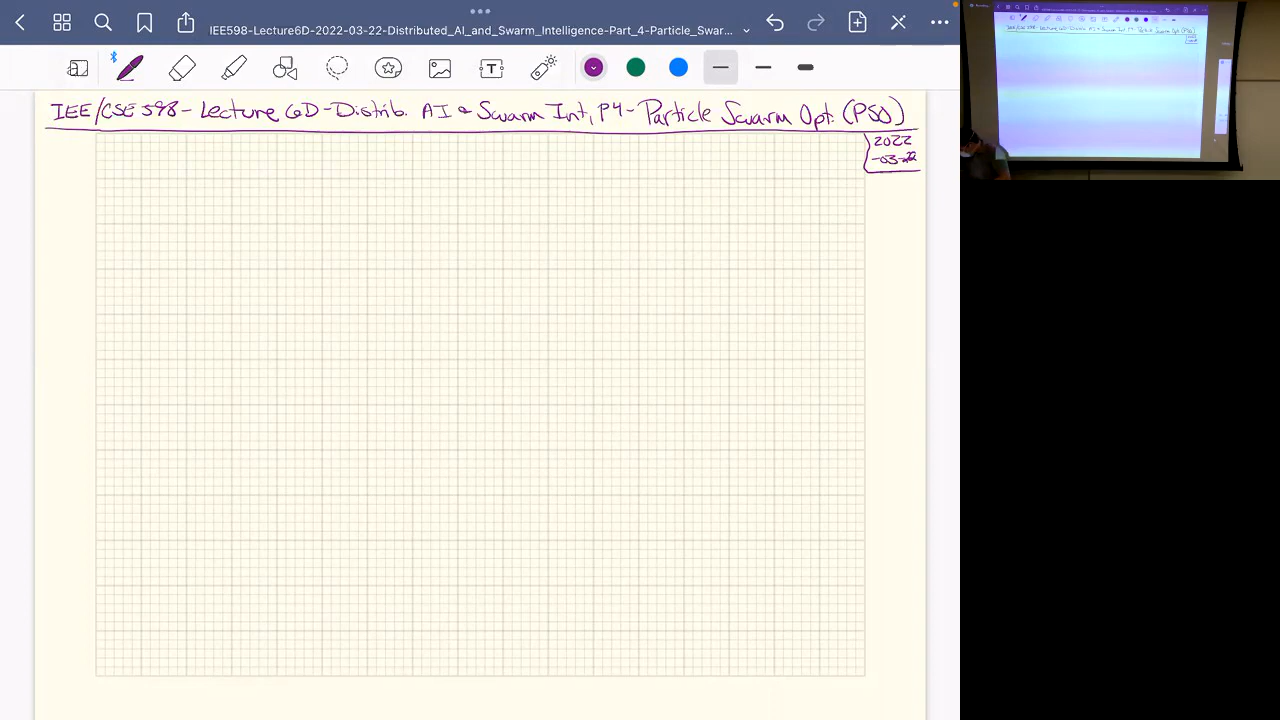 IEE598-Lecture6D-2022-03-22-Distributed_AI_and_Swarm_Intelligence-Part_4-Particle_Swar...
IEE/CSE 598- Lecture 6D-Distrib. AI & Swarm Int, P4- Particle Swarm Opt. (PSO)
2022
-03-22